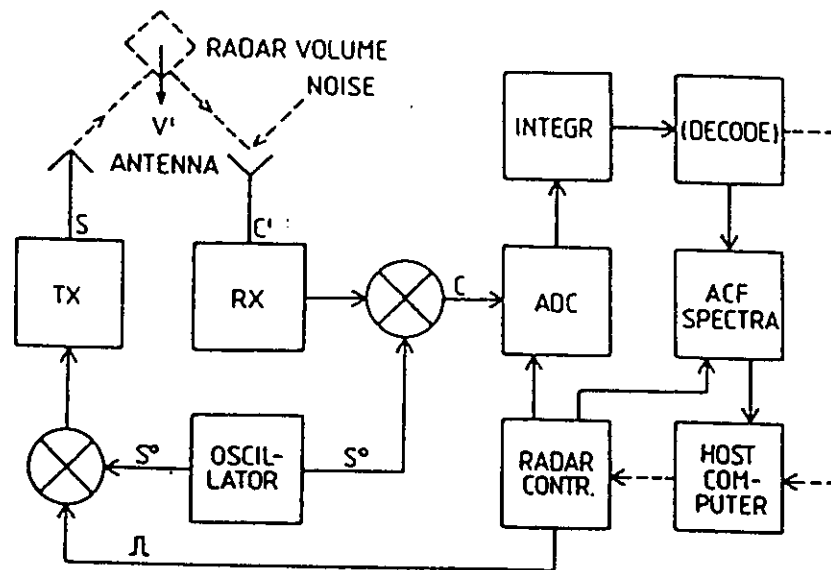 RADAR VOLUME
NOISE
V'
ANTENNA
S
C'
TX
RX
C
ADC
INTEGR
(DECODE)
ACF
SPECTRA
S°
OSCIL-
LATOR
S°
RADAR
CONTR.
HOST
COM-
PUTER